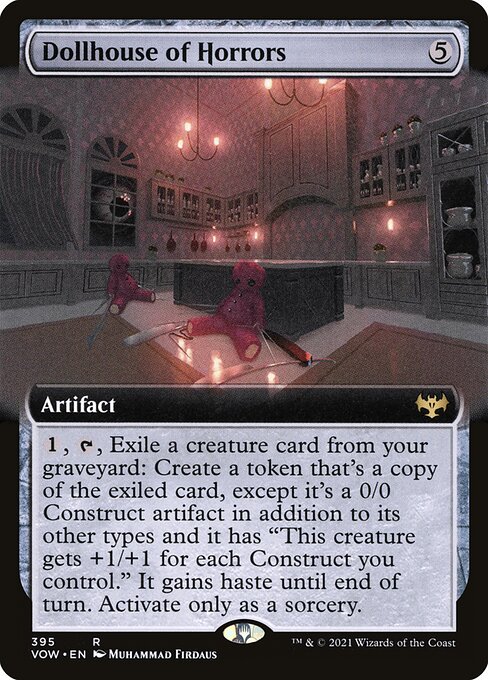 Dollhouse of Horrors 5
Artifact
1, T, Exile a creature card from your
graveyard: Create a token that's a copy
of the exiled card, except it's a 0/0
Construct artifact in addition to its
other types and it has “This creature
gets +1/+1 for each Construct you
control.” It gains haste until end of
turn. Activate only as a sorcery.
395 R
VOW • EN Muhammad Firdaus
™ & © 2021 Wizards of the Coast